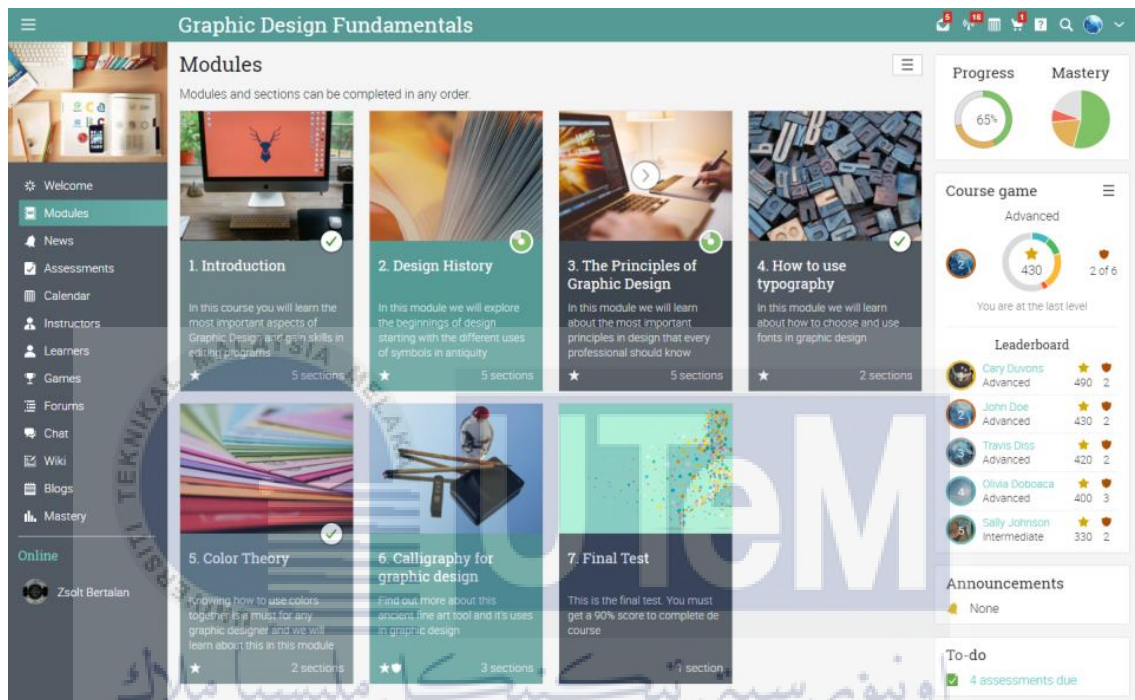 Graphic Design Fundamentals
5
16
1
Modules
Modules and sections can be completed in any order.
Welcome
Modules
News
Assessments
Calendar
Instructors
Learners
Games
Forums
Chat
Wiki
Blogs
Mastery
Online
Zsolt Bertalan
1. Introduction
In this course you will learn the
most important aspects of
Graphic Design and gain skills in
editing programs
5 sections
2. Design History
In this module we will explore
the beginnings of design
starting with the different uses
of symbols in antiquity
5 sections
3. The Principles of
Graphic Design
In this module we will learn
about the most important
principles in design that every
professional should know
5 sections
4. How to use
typography
In this module we will learn
about how to choose and use
fonts in graphic design
2 sections
5. Color Theory
Knowing how to use colors
together is a must for any
graphic designer and we will
learn about this in this module
2 sections
6. Calligraphy for
graphic design
Find out more about this
ancient fine art tool and it's uses
in graphic design
3 sections
7. Final Test
This is the final test. You must
get a 90% score to complete de
course
1 section
Progress Mastery
65%
Course game
Advanced
2
430
2 of 6
You are at the last level
Leaderboard
Cary Duvons
Advanced 490 2
2 John Doe
Advanced 430 2
3 Travis Diss
Advanced 420 2
4 Olivia Doboaca
Advanced 400 3
5 Sally Johnson
Intermediate 330 2
Announcements
None
To-do
4 assessments due
UTeM